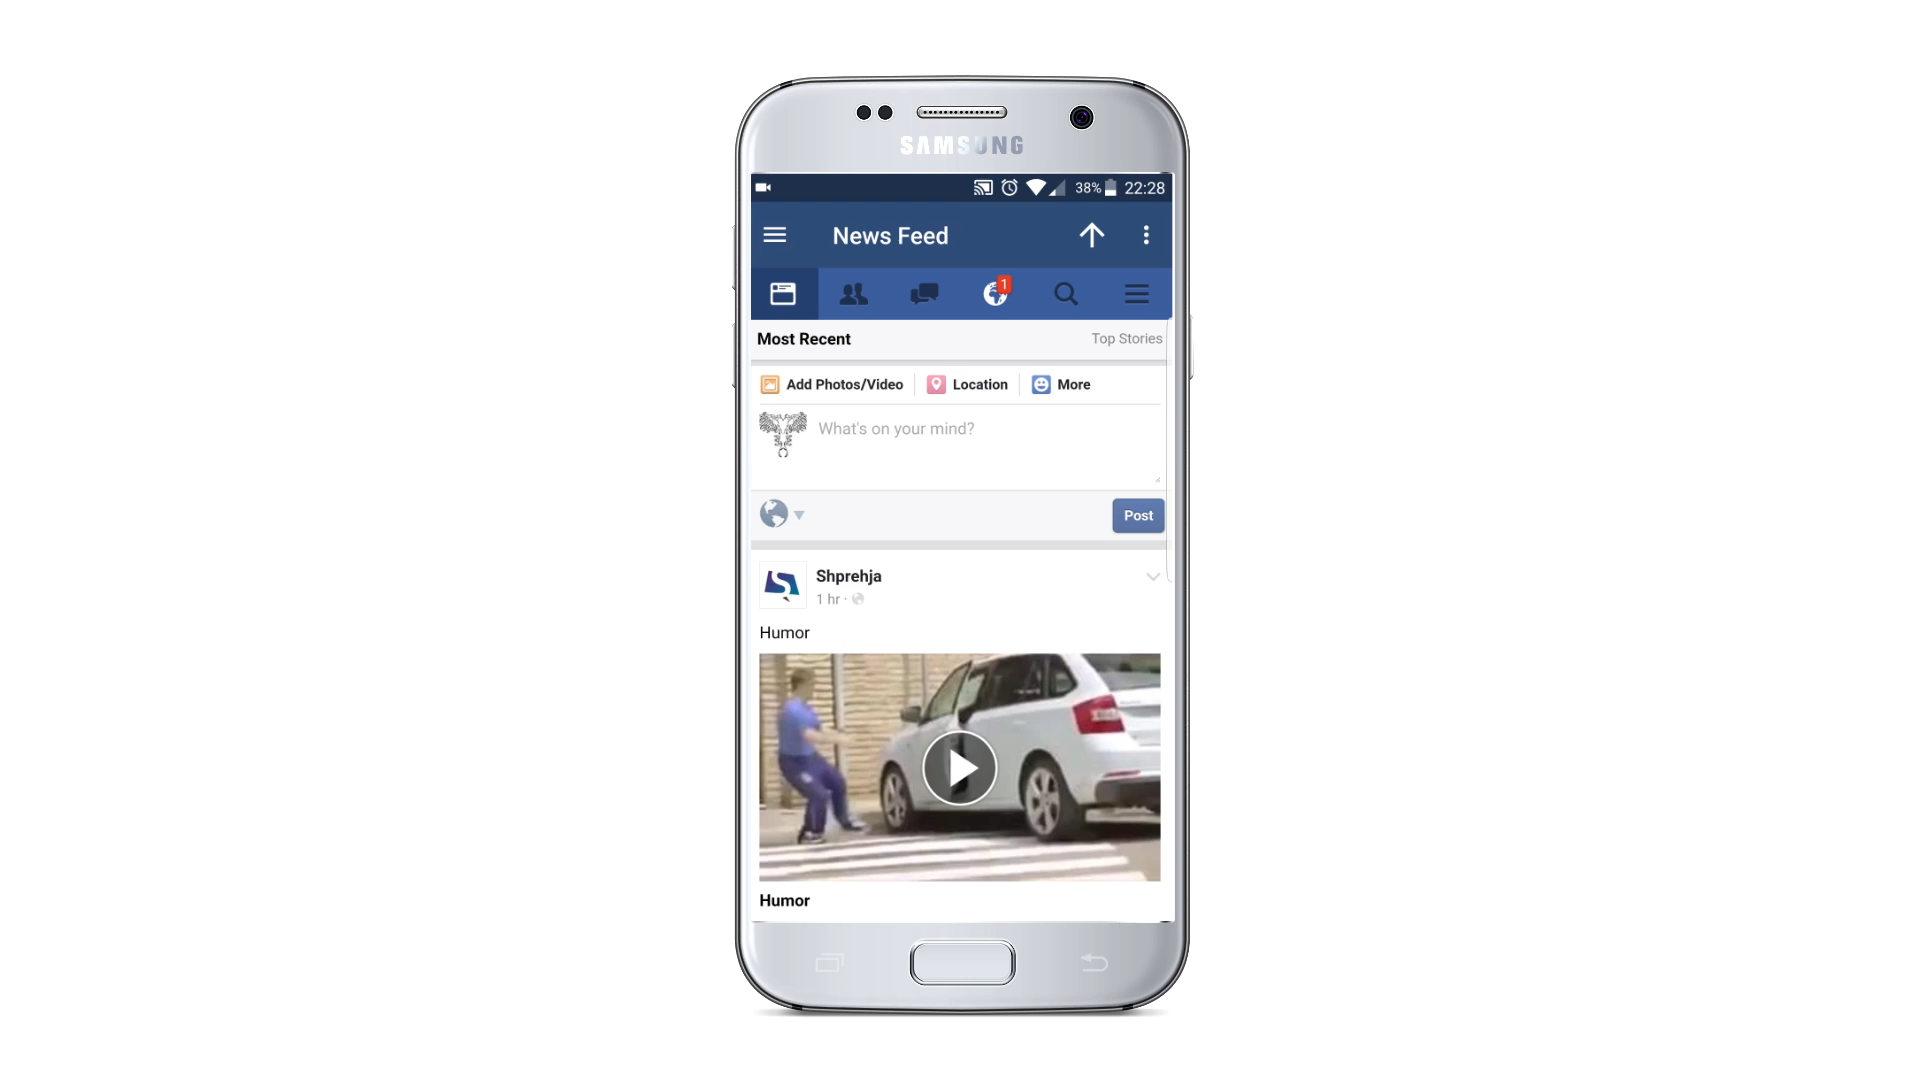 SAMSUNG
38% 22:28
News Feed
1
Most Recent Top Stories
Add Photos/Video Location More
What's on your mind?
Post
Shprehja
1 hr ·
Humor
Humor